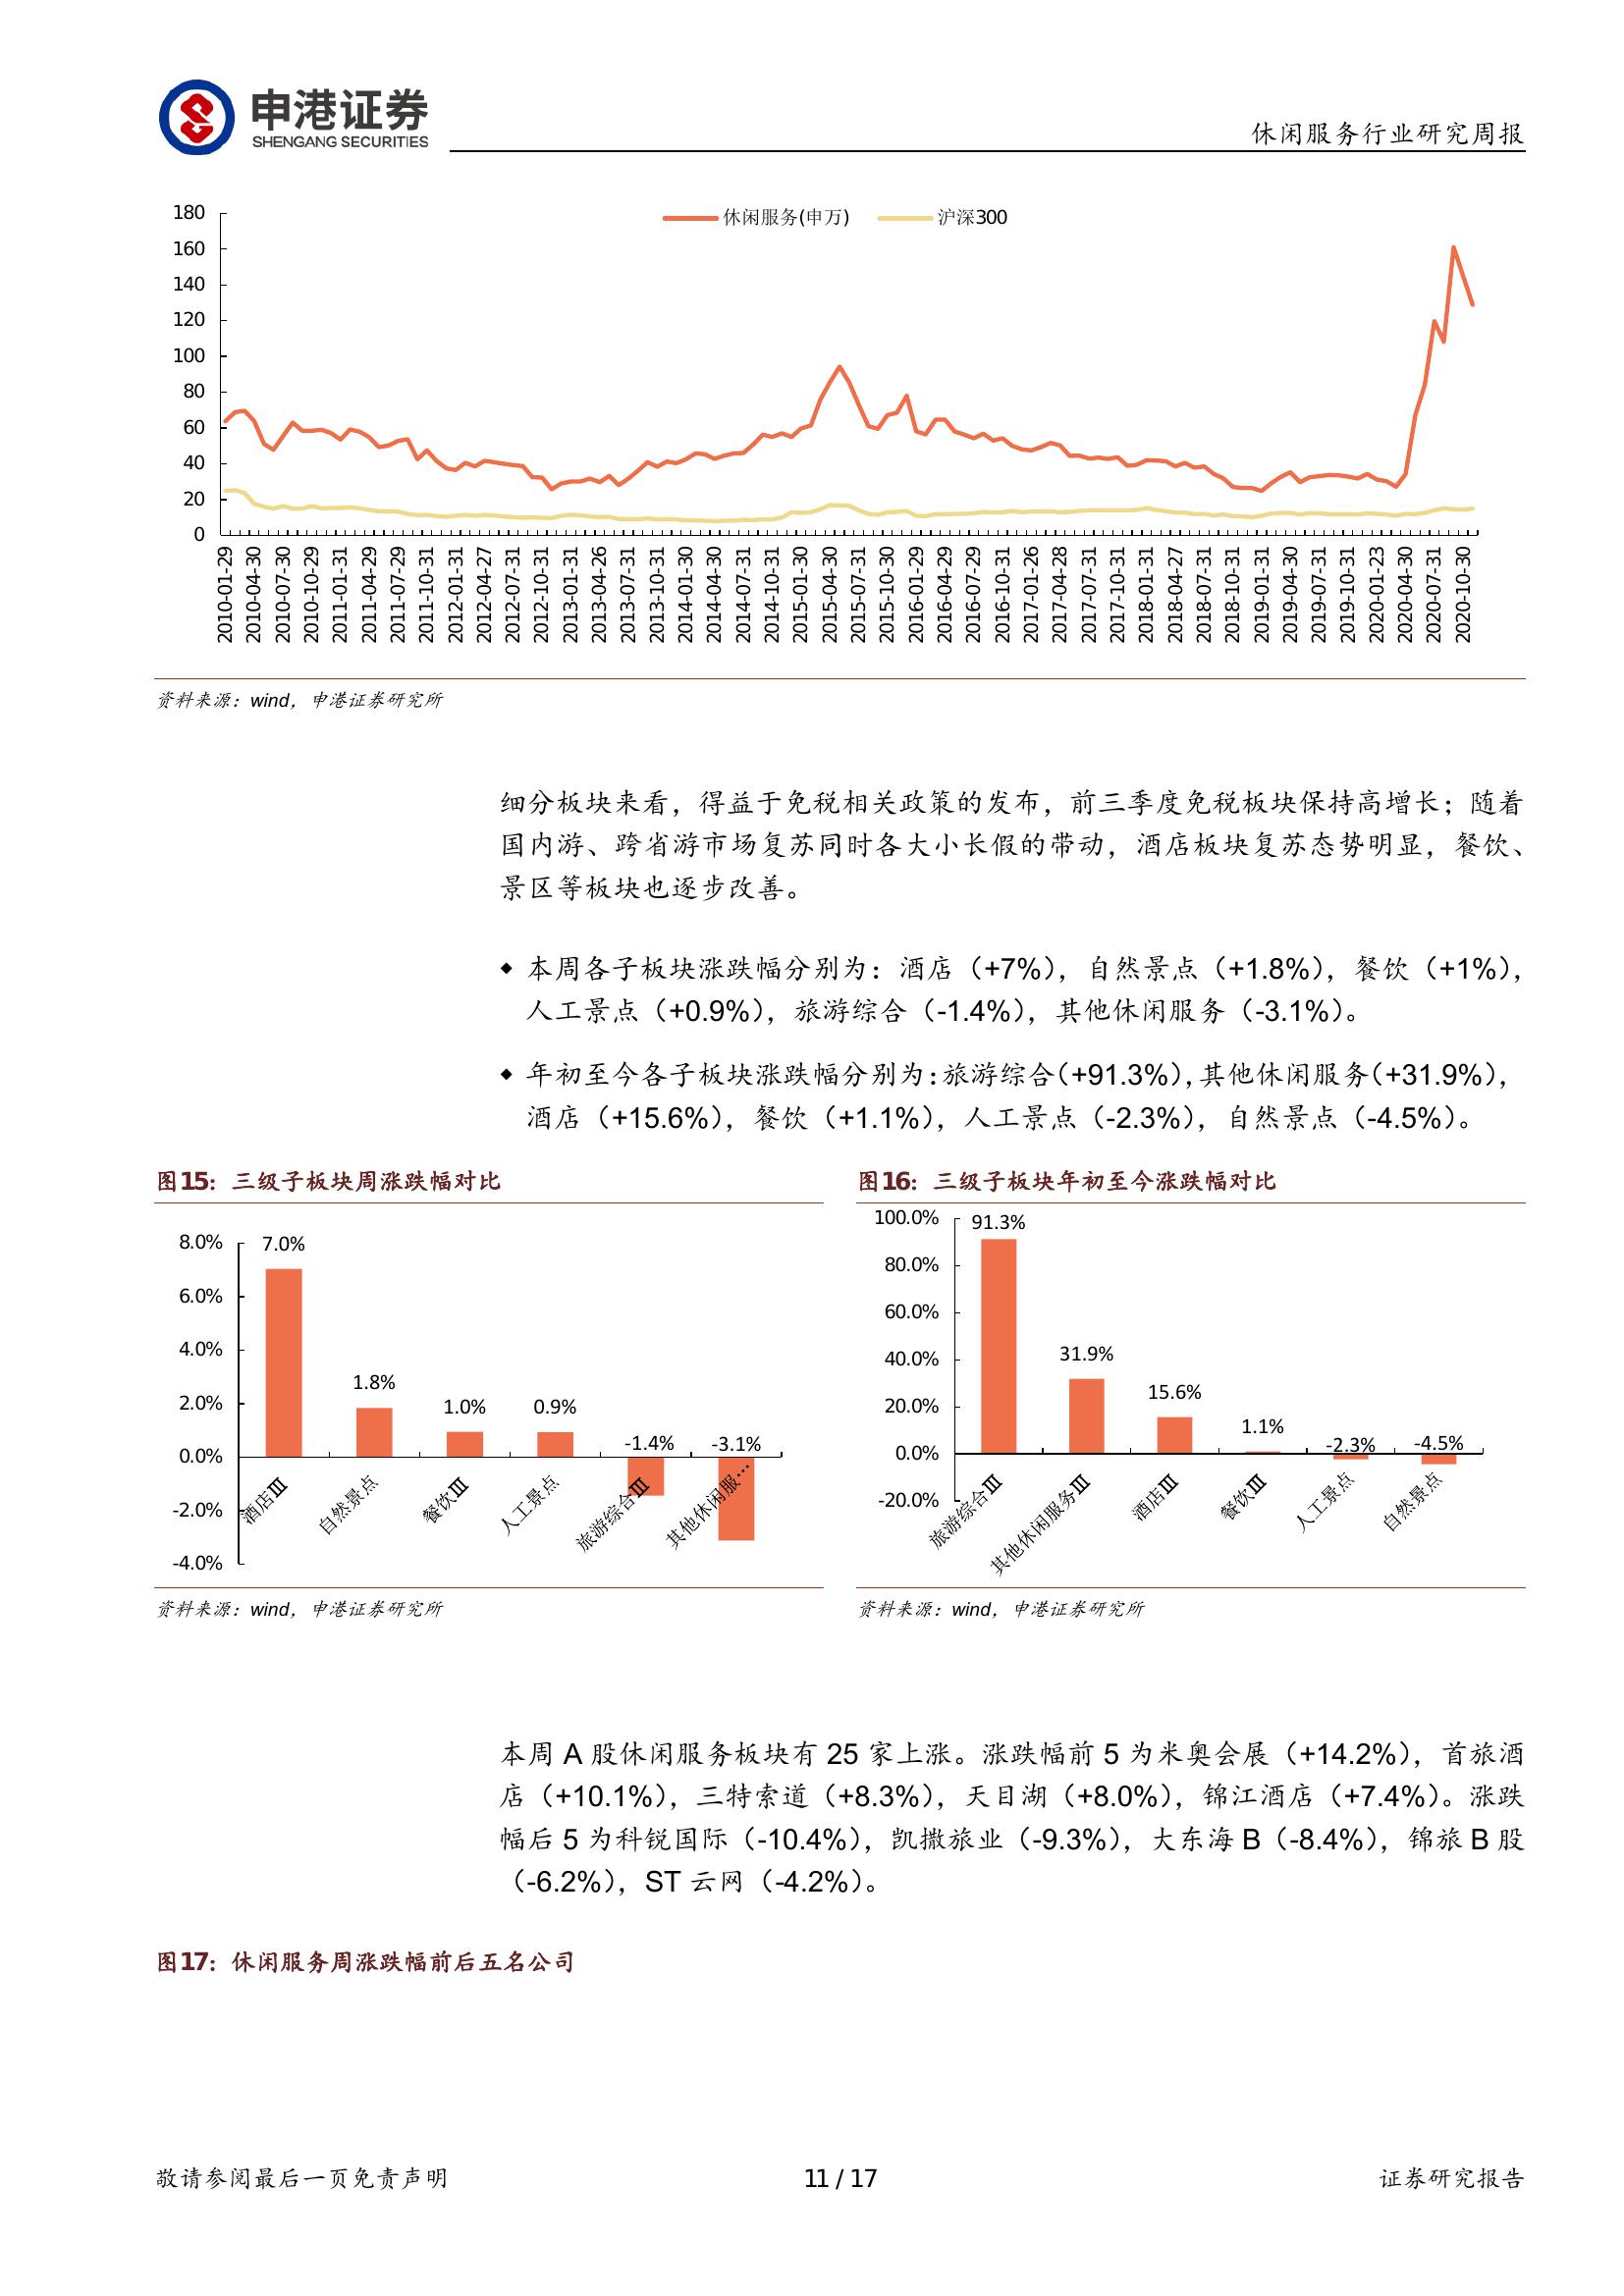 申港证券
SHENGANG SECURITIES
休闲服务行业研究周报
休闲服务(申万) 沪深300
180
160
140
120
100
80
60
40
20
0
2010-01-29 2010-04-30 2010-07-30 2010-10-29 2011-01-31 2011-04-29 2011-07-29 2011-10-31 2012-01-31 2012-04-27 2012-07-31 2012-10-31 2013-01-31 2013-04-26 2013-07-31 2013-10-31 2014-01-30 2014-04-30 2014-07-31 2014-10-31 2015-01-30 2015-04-30 2015-07-31 2015-10-30 2016-01-29 2016-04-29 2016-07-29 2016-10-31 2017-01-26 2017-04-28 2017-07-31 2017-10-31 2018-01-31 2018-04-27 2018-07-31 2018-10-31 2019-01-31 2019-04-30 2019-07-31 2019-10-31 2020-01-23 2020-04-30 2020-07-31 2020-10-30
资料来源：wind，申港证券研究所
细分板块来看，得益于免税相关政策的发布，前三季度免税板块保持高增长；随着
国内游、跨省游市场复苏同时各大小长假的带动，酒店板块复苏态势明显，餐饮、
景区等板块也逐步改善。
◆ 本周各子板块涨跌幅分别为：酒店（+7%），自然景点（+1.8%），餐饮（+1%），
人工景点（+0.9%），旅游综合（-1.4%），其他休闲服务（-3.1%）。
◆ 年初至今各子板块涨跌幅分别为：旅游综合（+91.3%），其他休闲服务（+31.9%），
酒店（+15.6%），餐饮（+1.1%），人工景点（-2.3%），自然景点（-4.5%）。
图15：三级子板块周涨跌幅对比
8.0%
6.0%
4.0%
2.0%
0.0%
-2.0%
-4.0%
7.0% 1.8% 1.0% 0.9% -1.4% -3.1%
酒店Ⅲ 自然景点 餐饮Ⅲ 人工景点 旅游综合Ⅲ 其他休闲服…
资料来源：wind，申港证券研究所
图16：三级子板块年初至今涨跌幅对比
100.0%
80.0%
60.0%
40.0%
20.0%
0.0%
-20.0%
91.3% 31.9% 15.6% 1.1% -2.3% -4.5%
旅游综合Ⅲ 其他休闲服务Ⅲ 酒店Ⅲ 餐饮Ⅲ 人工景点 自然景点
资料来源：wind，申港证券研究所
本周 A 股休闲服务板块有 25 家上涨。涨跌幅前 5 为米奥会展（+14.2%），首旅酒
店（+10.1%），三特索道（+8.3%），天目湖（+8.0%），锦江酒店（+7.4%）。涨跌
幅后 5 为科锐国际（-10.4%），凯撒旅业（-9.3%），大东海 B（-8.4%），锦旅 B 股
（-6.2%），ST 云网（-4.2%）。
图17：休闲服务周涨跌幅前后五名公司
敬请参阅最后一页免责声明
11 / 17
证券研究报告